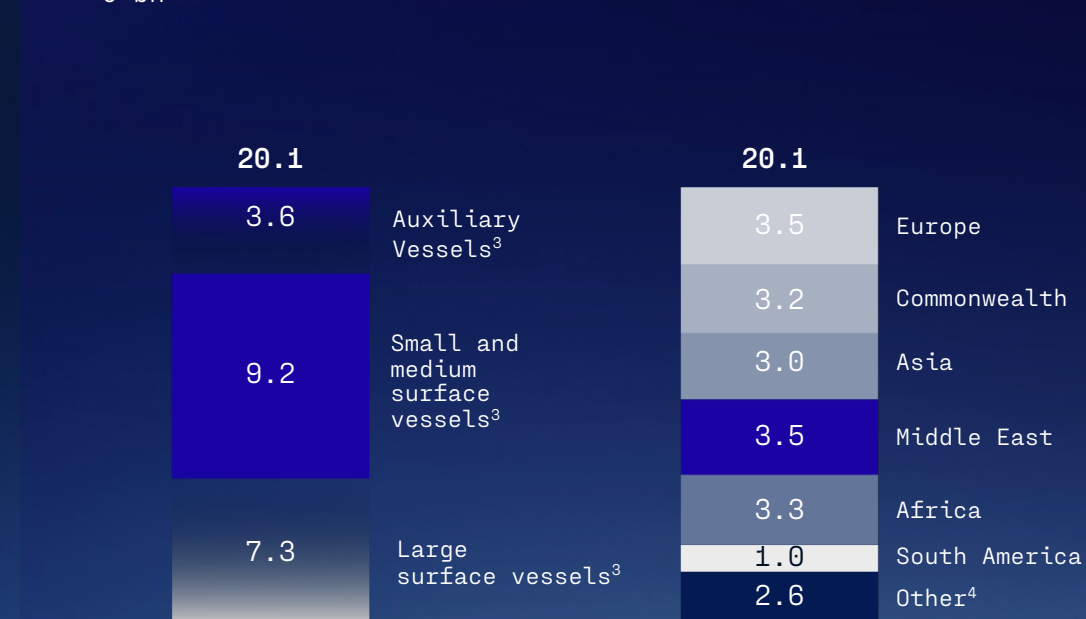 20.1
3.6
Auxiliary
Vessels³
9.2
Small and
medium
surface
vessels³
7.3
Large
surface vessels³
20.1
3.5
Europe
3.2
Commonwealth
3.0
Asia
3.5
Middle East
3.3
Africa
1.0
South America
2.6
Other⁴